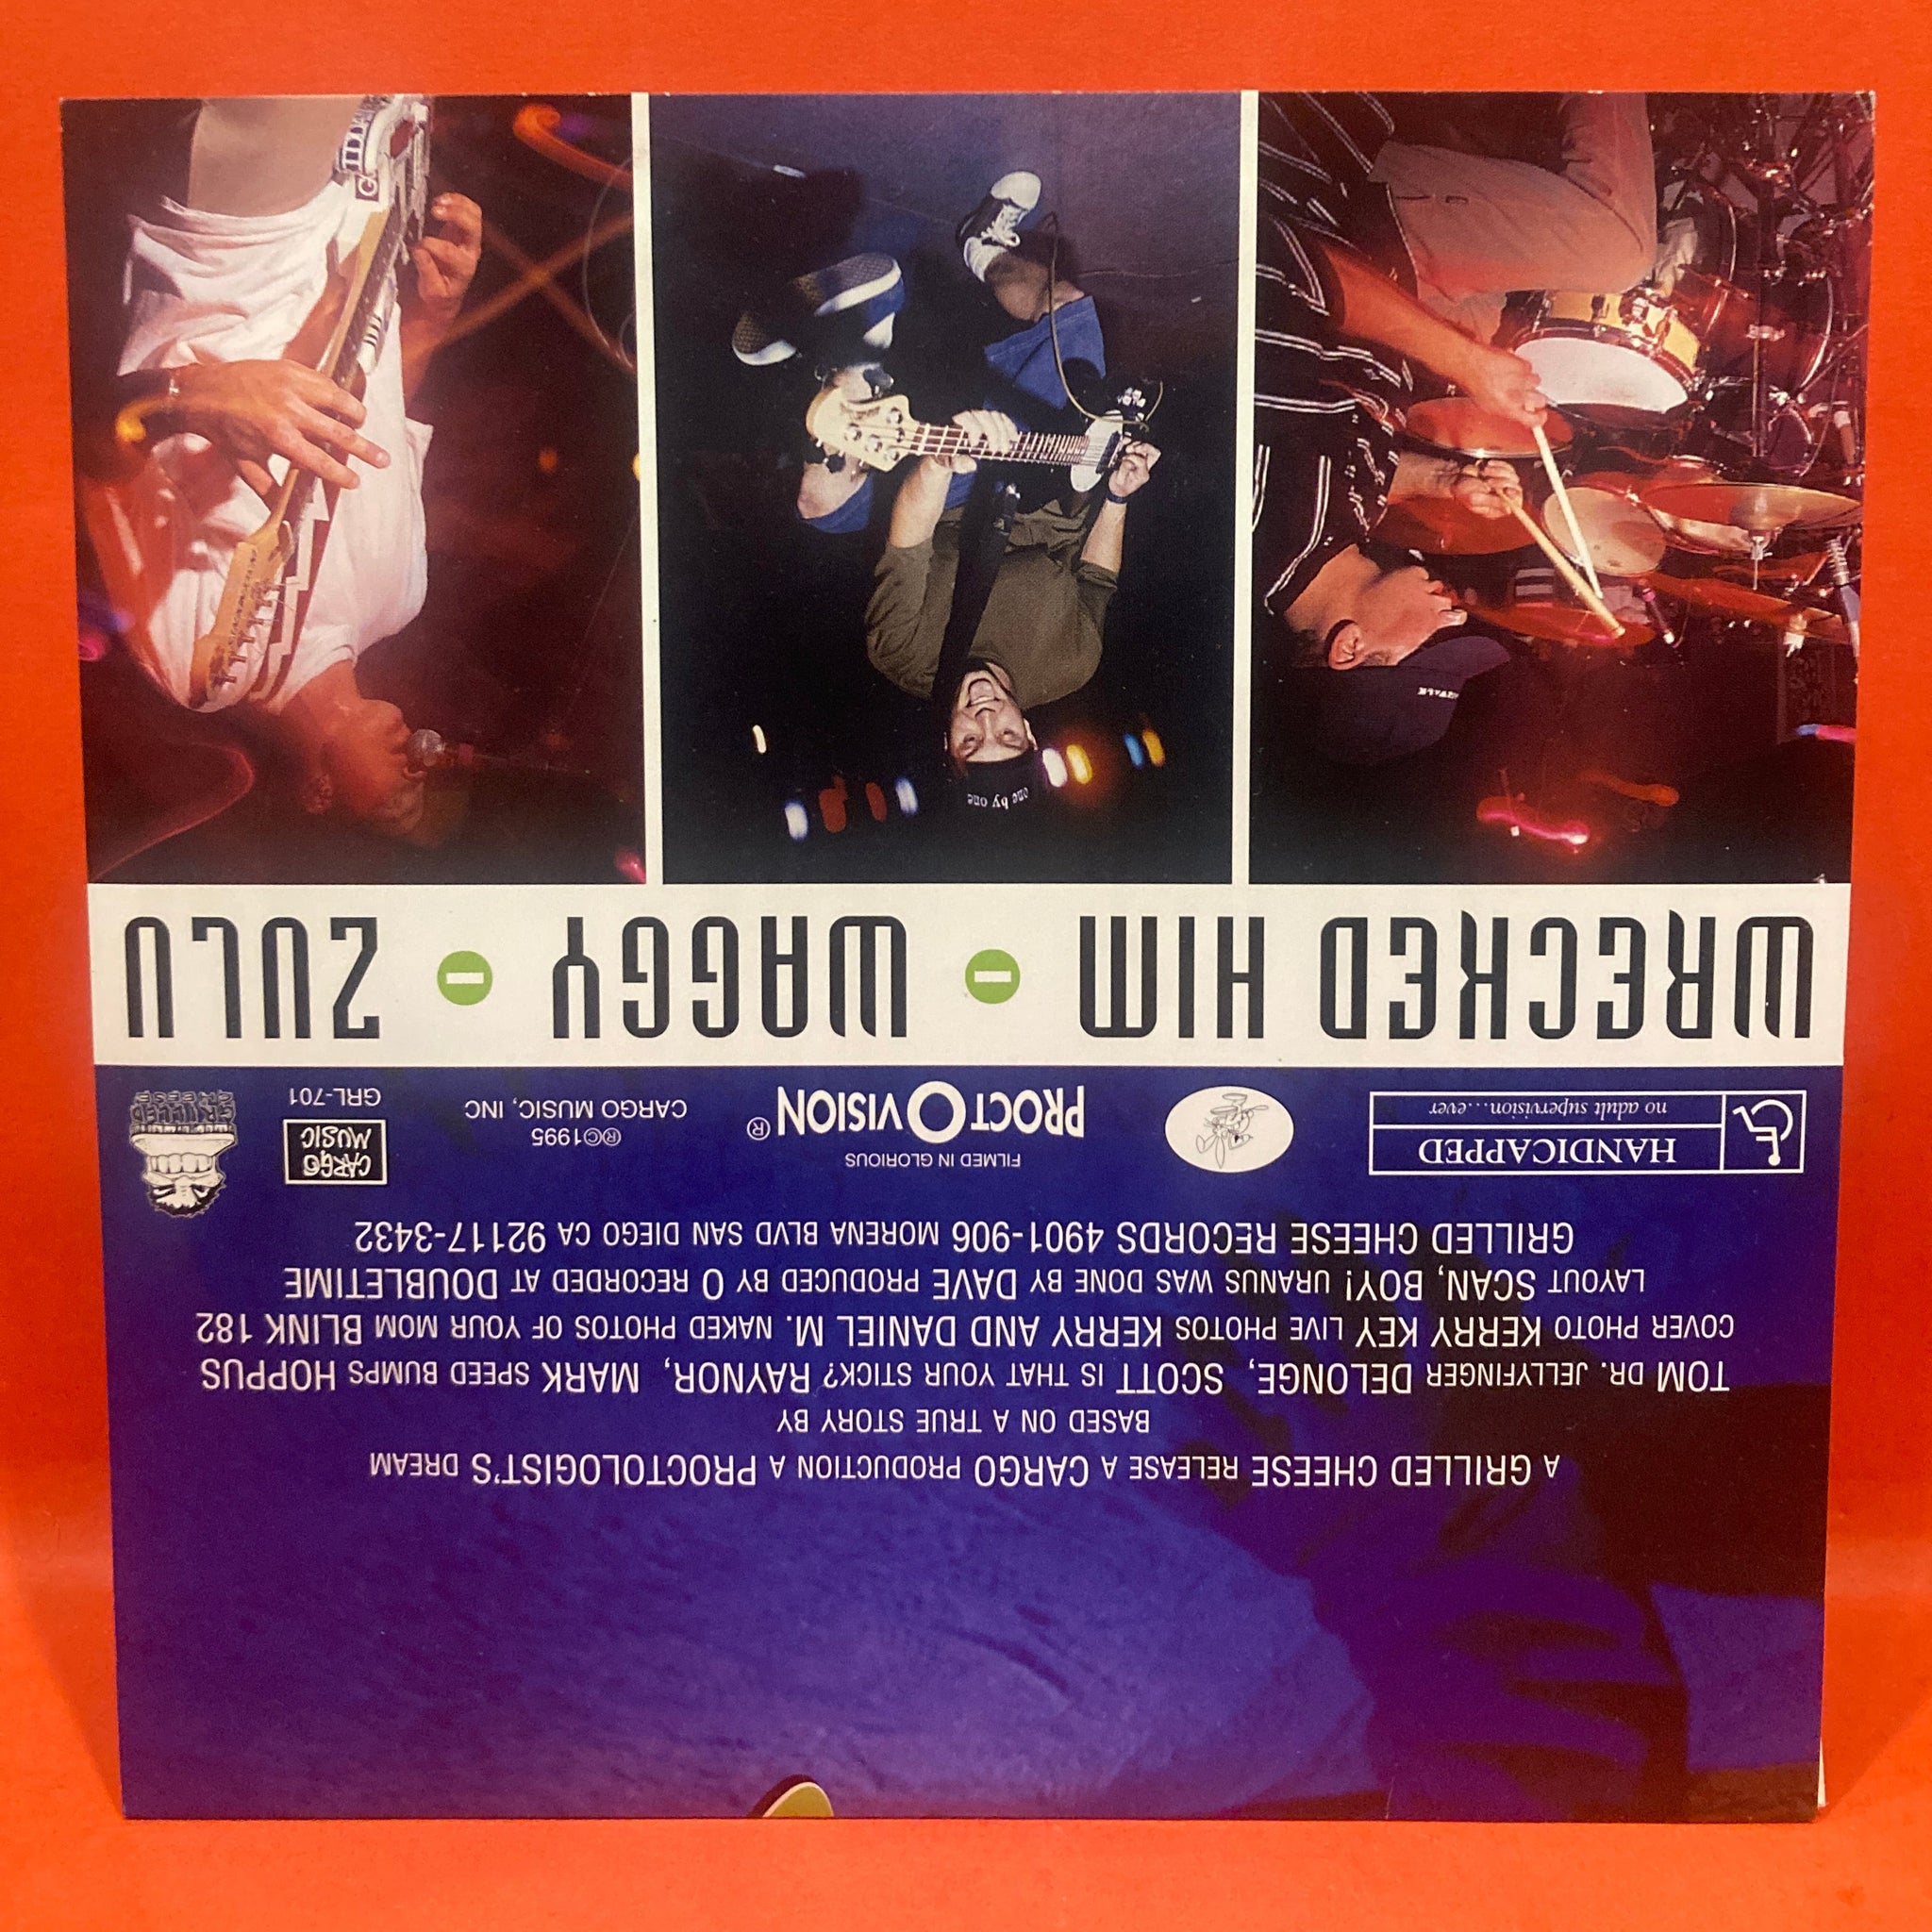 A GRILLED CHEESE RELEASE A CARGO PRODUCTION A PROCTOLOGIST'S DREAM
BASED ON A TRUE STORY BY
TOM DR. JELLYFINGER DELONGE, SCOTT IS THAT YOUR STICK? RAYNOR, MARK SPEED BUMPS HOPPUS
COVER PHOTO KERRY KEY LIVE PHOTOS KERRY AND DANIEL M. NAKED PHOTOS OF YOUR MOM BLINK 182
LAYOUT SCAN, BOY! URANUS WAS DONE BY DAVE PRODUCED BY O RECORDED AT DOUBLETIME
GRILLED CHEESE RECORDS 4901-906 MORENA BLVD SAN DIEGO CA 92117-3432
HANDICAPPED
no adult supervision....ever
FILMED IN GLORIOUS
PROCTOVISION®
®©1995
CARGO MUSIC, INC
CARGO
MUSIC
GRL-701
GRILLED
CHEESE
WRECKED HIM - WAGGY - ZULU
one by one